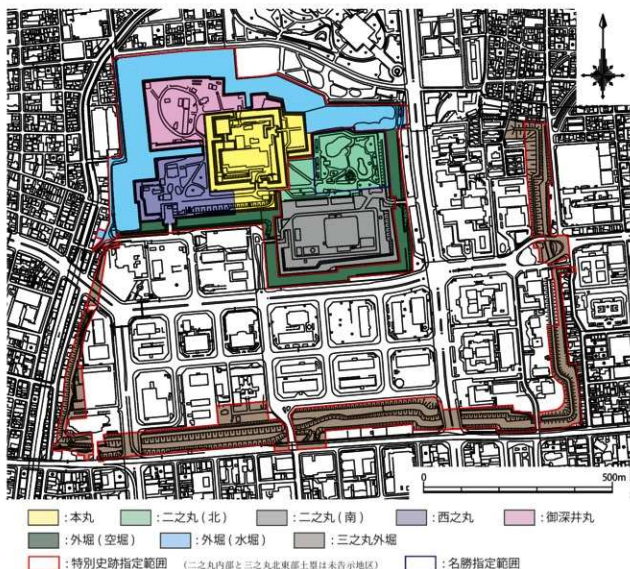 0 500m
:本丸 :二之丸(北) :二之丸(南) :西之丸 :御深井丸
:外堀(空堀) :外堀(水堀) :三之丸外堀
:特別史跡指定範囲 (二之丸内部と三之丸北東部土塁は未告示地区) :名勝指定範囲